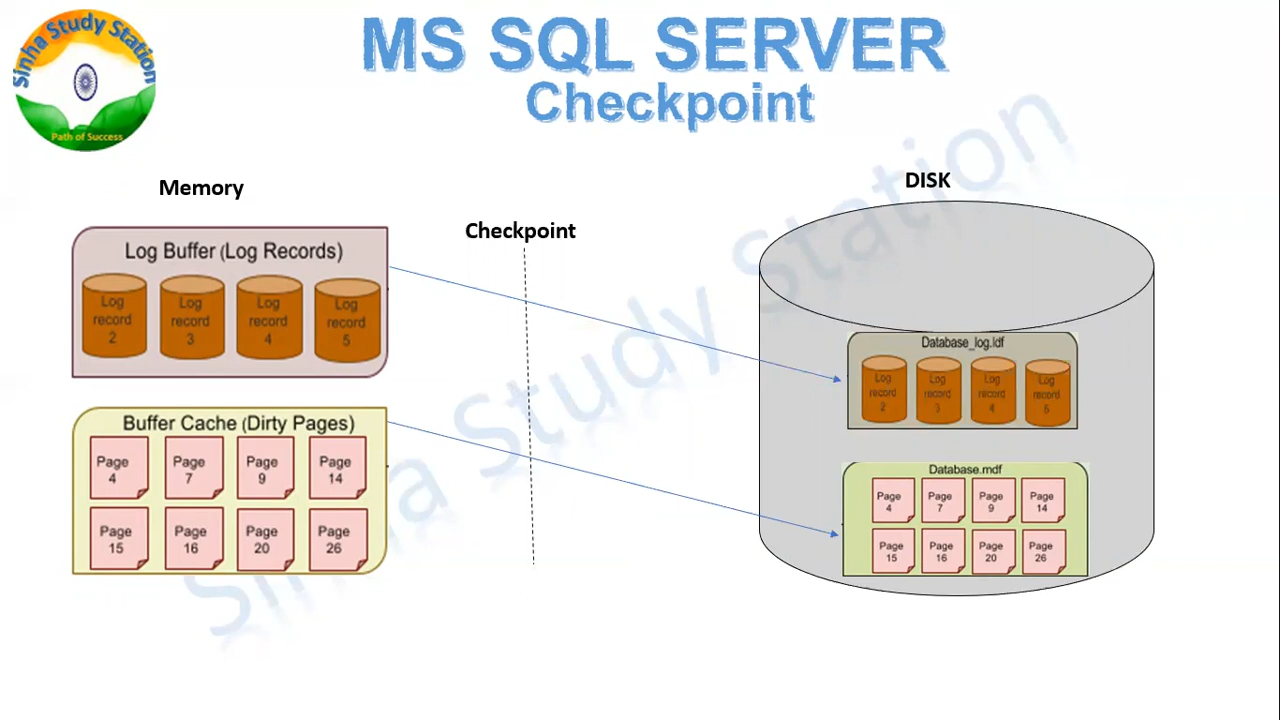 Sinha Study Station
Path of Success
MS SQL SERVER
Checkpoint
Memory
DISK
Checkpoint
Log Buffer (Log Records)
Log record 2
Log record 3
Log record 4
Log record 5
Database_log.ldf
Log record 2
Log record 3
Log record 4
Log record 5
Buffer Cache (Dirty Pages)
Page 4
Page 7
Page 9
Page 14
Page 15
Page 16
Page 20
Page 26
Database.mdf
Page 4
Page 7
Page 9
Page 14
Page 15
Page 16
Page 20
Page 26
Sinha Study Station